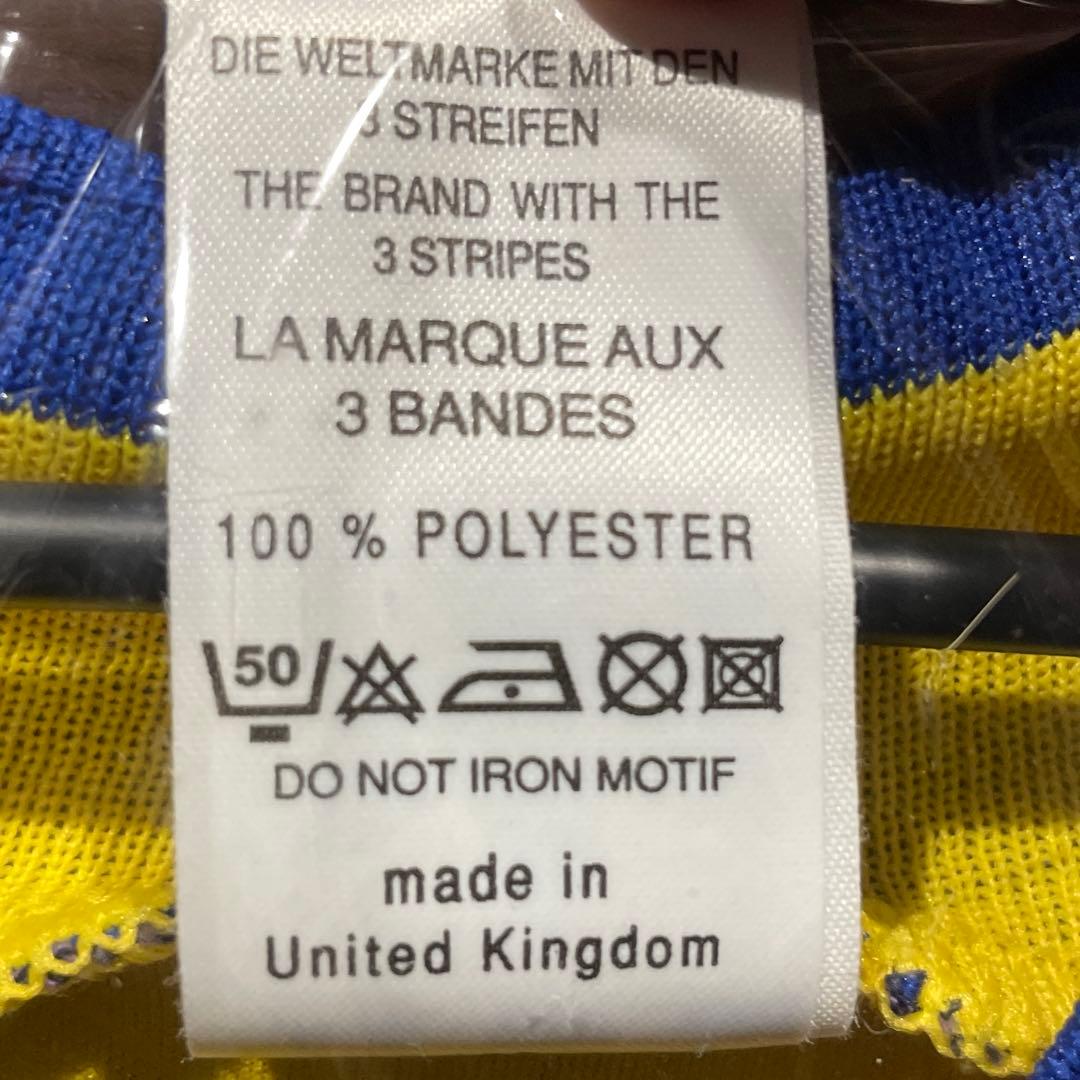 DIE WELTMARKE MIT DEN
3 STREIFEN
THE BRAND WITH THE
3 STRIPES
LA MARQUE AUX
3 BANDES
100 % POLYESTER
50
DO NOT IRON MOTIF
made in
United Kingdom